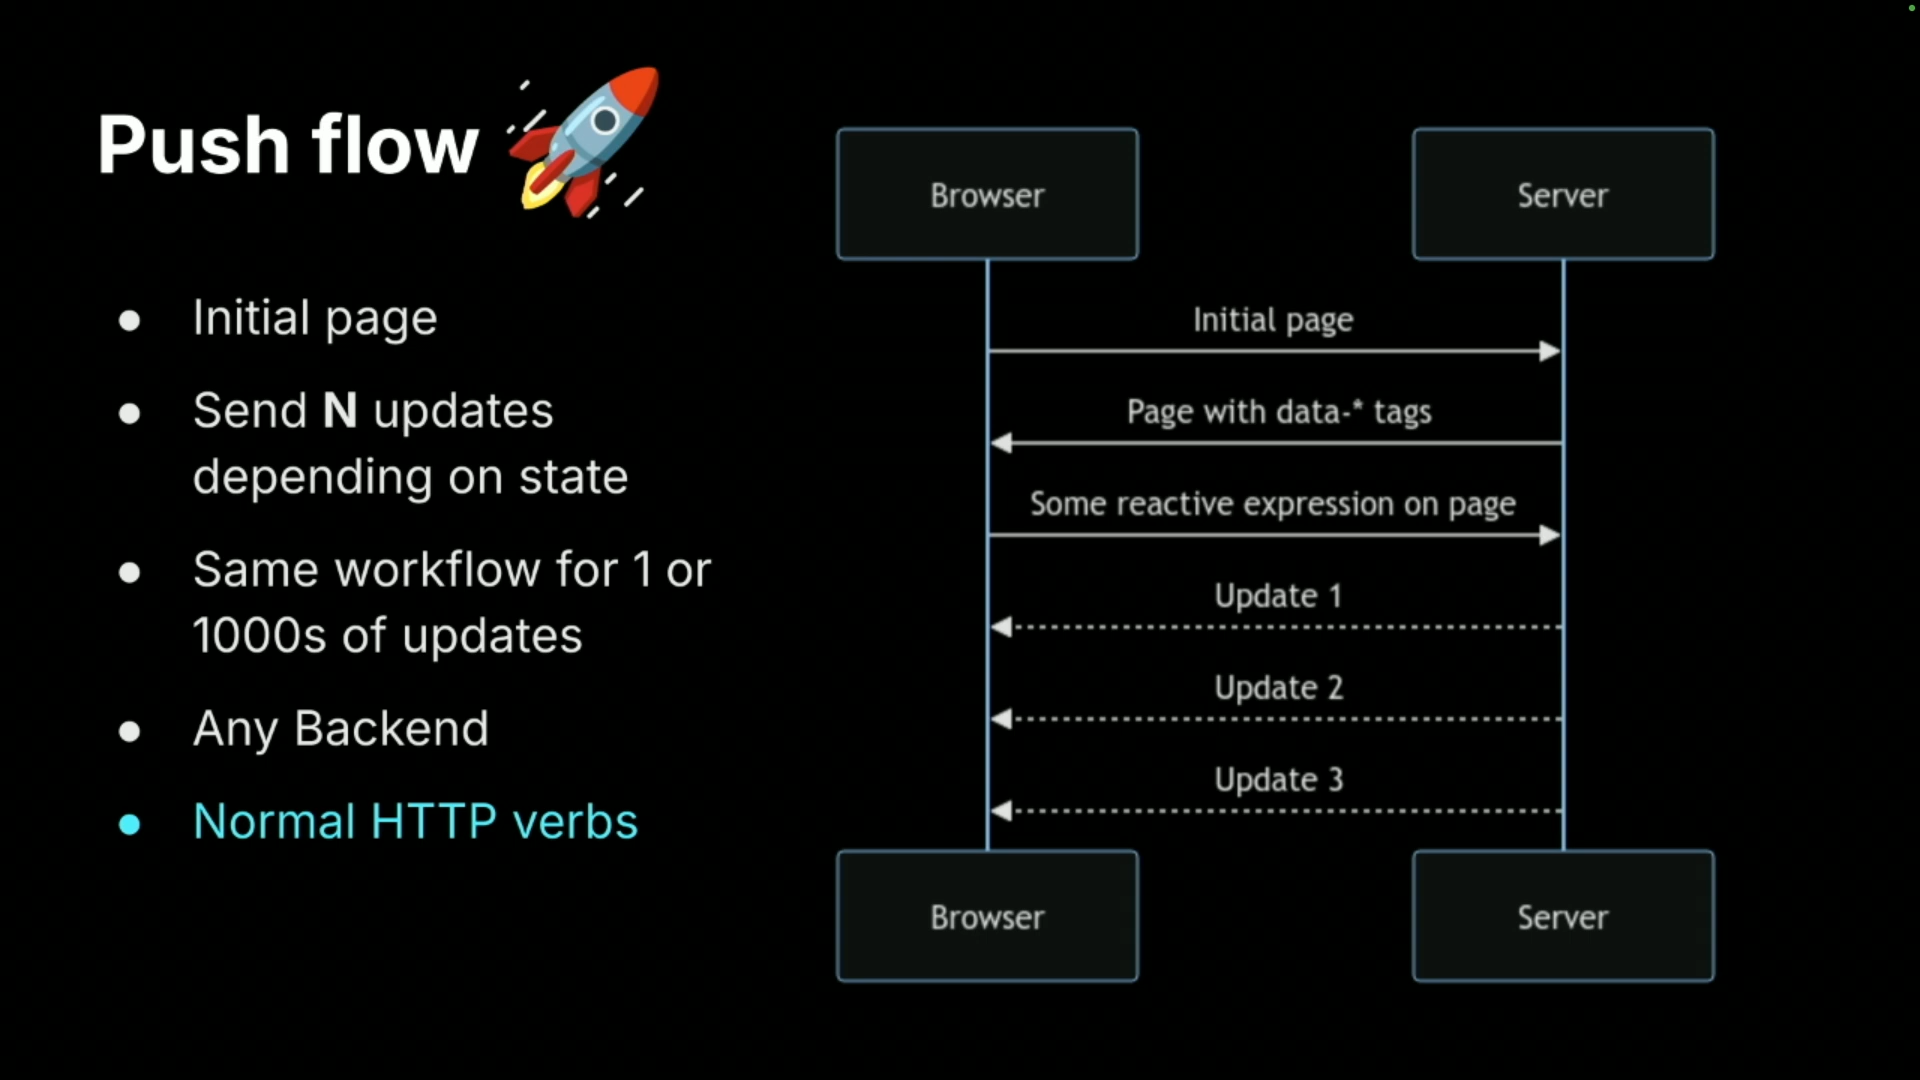 Push flow
Initial page
Send N updates
depending on state
Same workflow for 1 or
1000s of updates
Any Backend
Normal HTTP verbs
Browser
Server
Initial page
Page with data-* tags
Some reactive expression on page
Update 1
Update 2
Update 3
Browser
Server